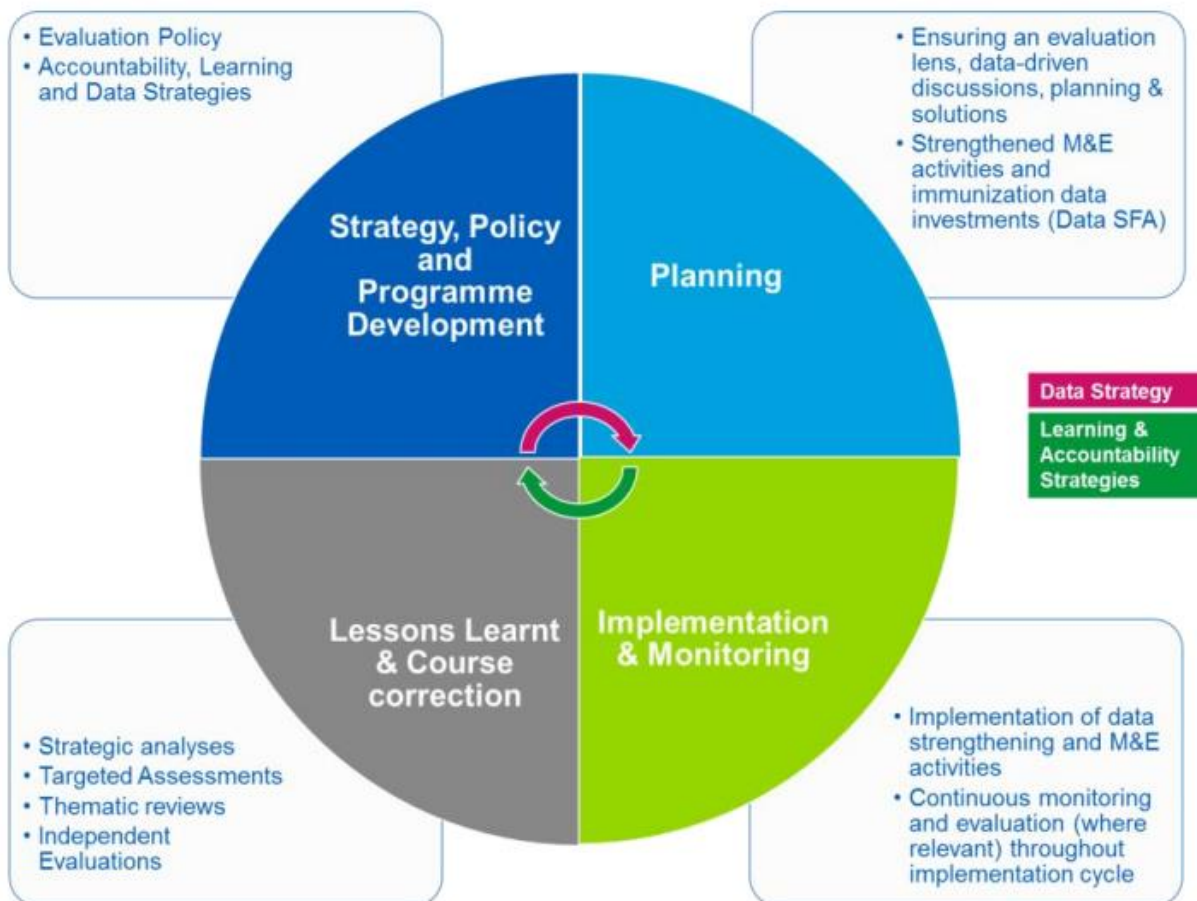 • Evaluation Policy
• Accountability, Learning
and Data Strategies
• Ensuring an evaluation
lens, data-driven
discussions, planning &
solutions
• Strengthened M&E
activities and
immunization data
investments (Data SFA)
Strategy, Policy
and
Programme
Development
Planning
Data Strategy
Learning &
Accountability
Strategies
Lessons Learnt
& Course
correction
Implementation
& Monitoring
• Strategic analyses
• Targeted Assessments
• Thematic reviews
• Independent
Evaluations
• Implementation of data
strengthening and M&E
activities
• Continuous monitoring
and evaluation (where
relevant) throughout
implementation cycle